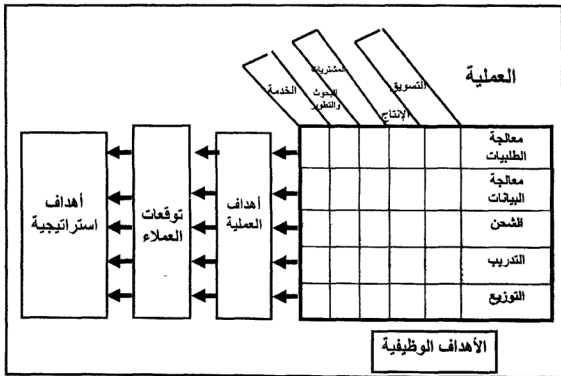 العملية
التسويق
الإنتاج
المشتريات
البحوث
والتطوير
الخدمة
معالجة
الطلبيات
معالجة
البيانات
الشحن
التدريب
التوزيع
أهداف
العملية
توقعات
العملاء
أهداف
استراتيجية
الأهداف الوظيفية